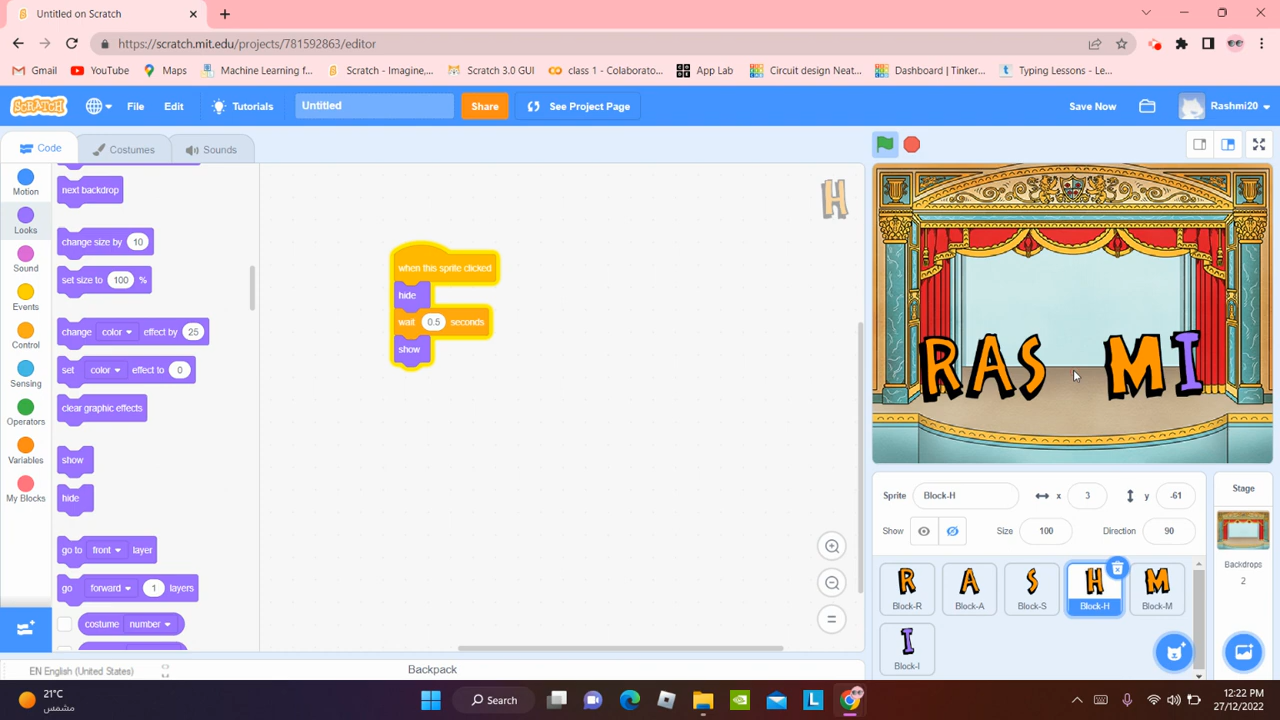 Untitled on Scratch
https://scratch.mit.edu/projects/781592863/editor
Gmail YouTube Maps Machine Learning f... Scratch - Imagine,... Scratch 3.0 GUI class 1 - Colaborato... App Lab Circuit design Neat... Dashboard | Tinker... Typing Lessons - Le...
SCRATCH File Edit Tutorials Untitled Share See Project Page Save Now Rashmi20
Code Costumes Sounds
Motion
Looks
Sound
Events
Control
Sensing
Operators
Variables
My Blocks
next backdrop
change size by 10
set size to 100 %
change color effect by 25
set color effect to 0
clear graphic effects
show
hide
go to front layer
go forward 1 layers
costume number
when this sprite clicked
hide
wait 0.5 seconds
show
H
RAS MI
Sprite Block-H x 3 y -61
Show Size 100 Direction 90
R A S H M
Block-R Block-A Block-S Block-H Block-M
I
Block-I
Stage
Backdrops
2
Backpack
EN English (United States)
21°C
مشمس
Search
L
12:22 PM
27/12/2022